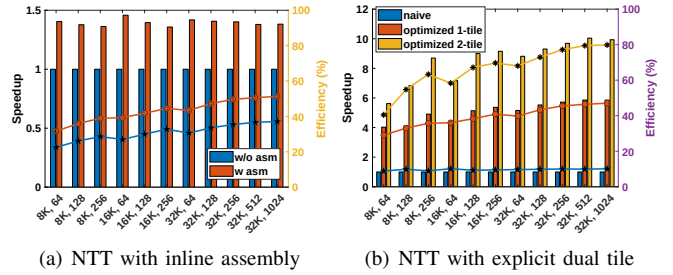 1.5
1
0.5
0
Speedup
100
80
60
40
20
0
Efficiency (%)
w/o asm
w asm
8K, 64
8K, 128
8K, 256
16K, 64
16K, 128
16K, 256
32K, 64
32K, 128
32K, 256
32K, 512
32K, 1024
(a) NTT with inline assembly
12
10
8
6
4
2
0
Speedup
naive
optimized 1-tile
optimized 2-tile
100
80
60
40
20
0
Efficiency (%)
8K, 64
8K, 128
8K, 256
16K, 64
16K, 128
16K, 256
32K, 64
32K, 128
32K, 256
32K, 512
32K, 1024
(b) NTT with explicit dual tile